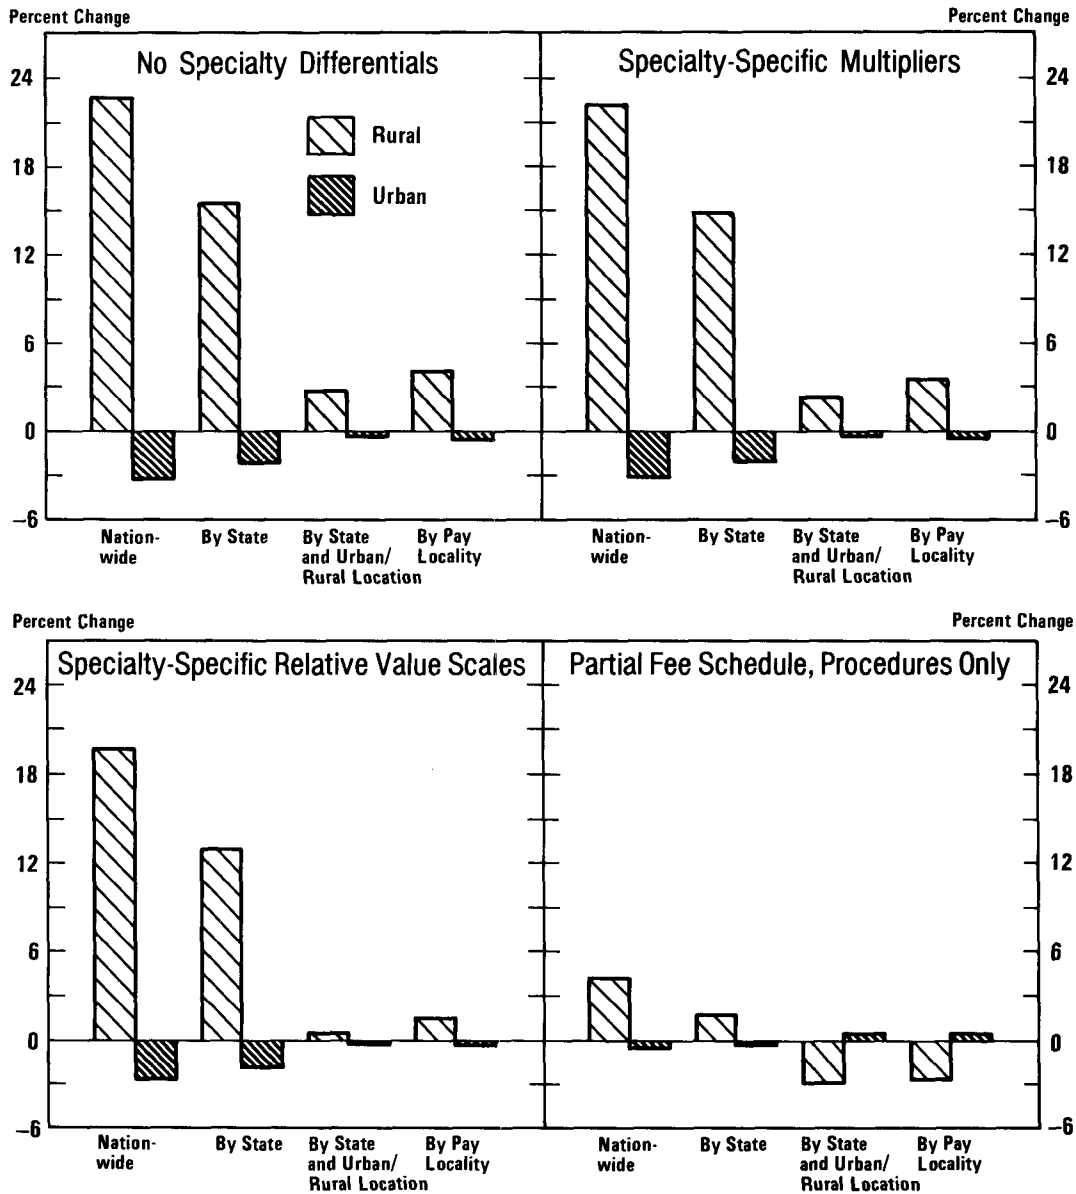 Percent Change
Percent Change
No Specialty Differentials
Specialty-Specific Multipliers
Rural
Urban
24
18
12
6
0
–6
24
18
12
6
0
–6
Nation-
wide
By State
By State
and Urban/
Rural Location
By Pay
Locality
Nation-
wide
By State
By State
and Urban/
Rural Location
By Pay
Locality
Percent Change
Percent Change
Specialty-Specific Relative Value Scales
Partial Fee Schedule, Procedures Only
24
18
12
6
0
–6
24
18
12
6
0
–6
Nation-
wide
By State
By State
and Urban/
Rural Location
By Pay
Locality
Nation-
wide
By State
By State
and Urban/
Rural Location
By Pay
Locality